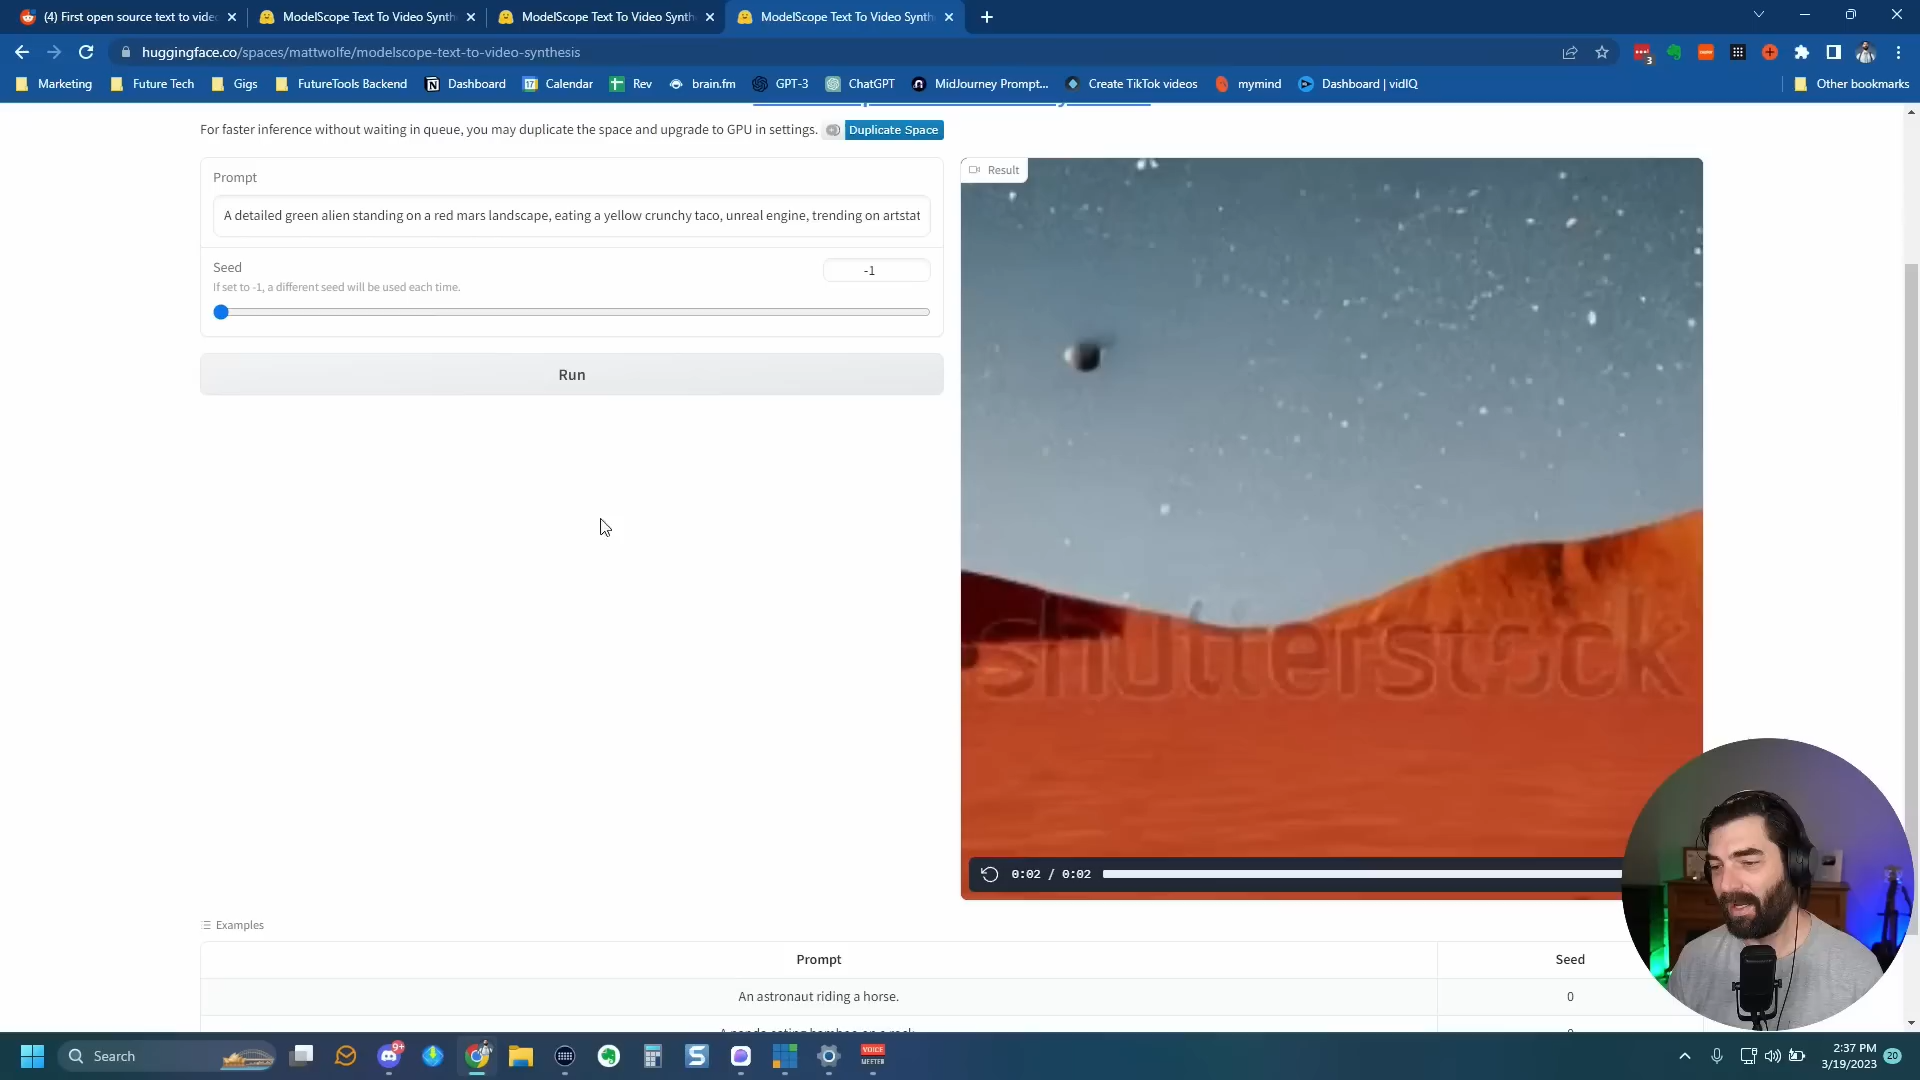 (4) First open source text to video
ModelScope Text To Video Synth
ModelScope Text To Video Synth
ModelScope Text To Video Synth
huggingface.co/spaces/mattwolfe/modelscope-text-to-video-synthesis
3
Marketing
Future Tech
Gigs
FutureTools Backend
Dashboard
Calendar
Rev
brain.fm
GPT-3
ChatGPT
MidJourney Prompt...
Create TikTok videos
mymind
Dashboard | vidIQ
Other bookmarks
For faster inference without waiting in queue, you may duplicate the space and upgrade to GPU in settings.
Duplicate Space
Prompt
A detailed green alien standing on a red mars landscape, eating a yellow crunchy taco, unreal engine, trending on artstat
Seed
-1
If set to -1, a different seed will be used each time.
Run
Result
shutterstock
0:02 / 0:02
Examples
Prompt
Seed
An astronaut riding a horse.
0
Search
9+
VOICE
MEETER
2:37 PM
3/19/2023
20